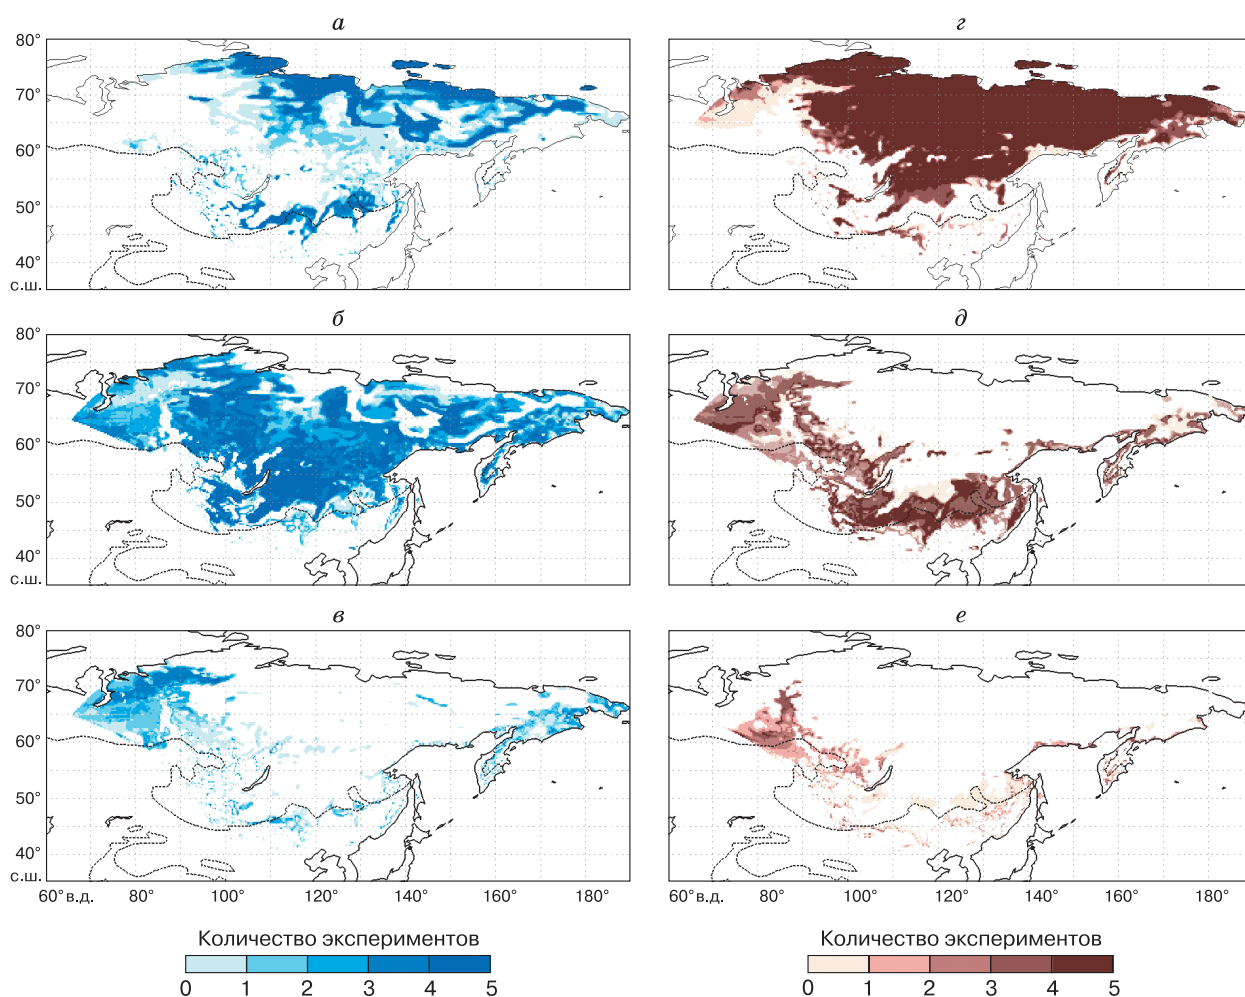 а
г
80°
70°
60°
50°
40°
с.ш.
б
д
80°
70°
60°
50°
40°
с.ш.
в
е
80°
70°
60°
50°
40°
с.ш.
60° в.д. 80° 100° 120° 140° 160° 180°
60° в.д. 80° 100° 120° 140° 160° 180°
Количество экспериментов
0 1 2 3 4 5
Количество экспериментов
0 1 2 3 4 5